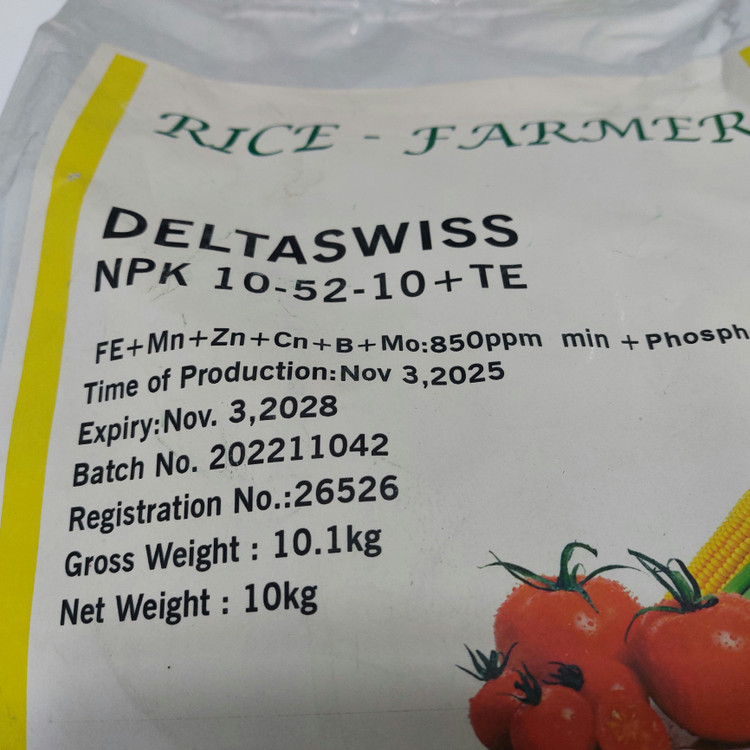 RICE - FARMER
DELTASWISS
NPK 10-52-10+TE
FE+Mn+Zn+Cn+B+Mo:850ppm min + Phosph
Time of Production:Nov 3,2025
Expiry:Nov. 3,2028
Batch No. 202211042
Registration No.:26526
Gross Weight : 10.1kg
Net Weight : 10kg